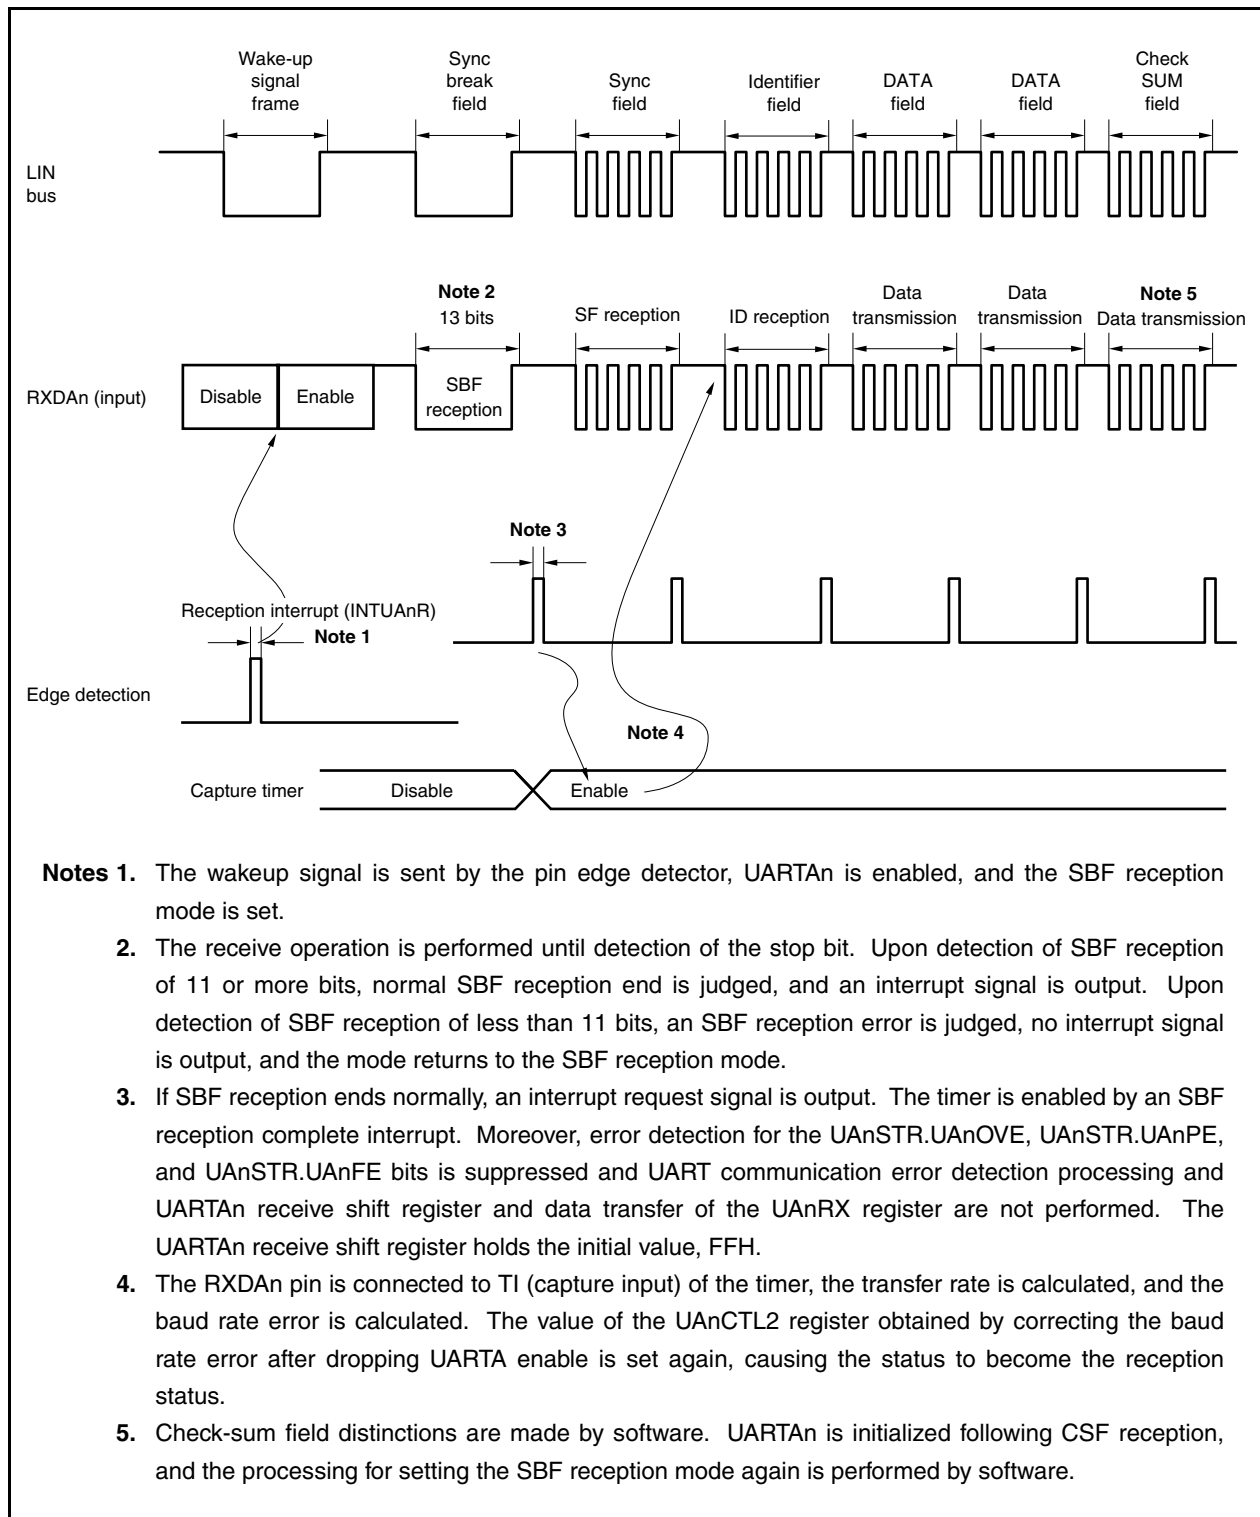 Wake-up
signal
frame
Sync
break
field
Sync
field
Identifier
field
DATA
field
DATA
field
Check
SUM
field
LIN
bus
Note 2
13 bits
SF reception
ID reception
Data
transmission
Data
transmission
Note 5
Data transmission
RXDAn (input)
Disable
Enable
SBF
reception
Note 3
Reception interrupt (INTUAnR)
Note 1
Edge detection
Note 4
Capture timer
Disable
Enable
Notes 1. The wakeup signal is sent by the pin edge detector, UARTAn is enabled, and the SBF reception
mode is set.
2. The receive operation is performed until detection of the stop bit. Upon detection of SBF reception
of 11 or more bits, normal SBF reception end is judged, and an interrupt signal is output. Upon
detection of SBF reception of less than 11 bits, an SBF reception error is judged, no interrupt signal
is output, and the mode returns to the SBF reception mode.
3. If SBF reception ends normally, an interrupt request signal is output. The timer is enabled by an SBF
reception complete interrupt. Moreover, error detection for the UAnSTR.UAnOVE, UAnSTR.UAnPE,
and UAnSTR.UAnFE bits is suppressed and UART communication error detection processing and
UARTAn receive shift register and data transfer of the UAnRX register are not performed. The
UARTAn receive shift register holds the initial value, FFH.
4. The RXDAn pin is connected to TI (capture input) of the timer, the transfer rate is calculated, and the
baud rate error is calculated. The value of the UAnCTL2 register obtained by correcting the baud
rate error after dropping UARTA enable is set again, causing the status to become the reception
status.
5. Check-sum field distinctions are made by software. UARTAn is initialized following CSF reception,
and the processing for setting the SBF reception mode again is performed by software.